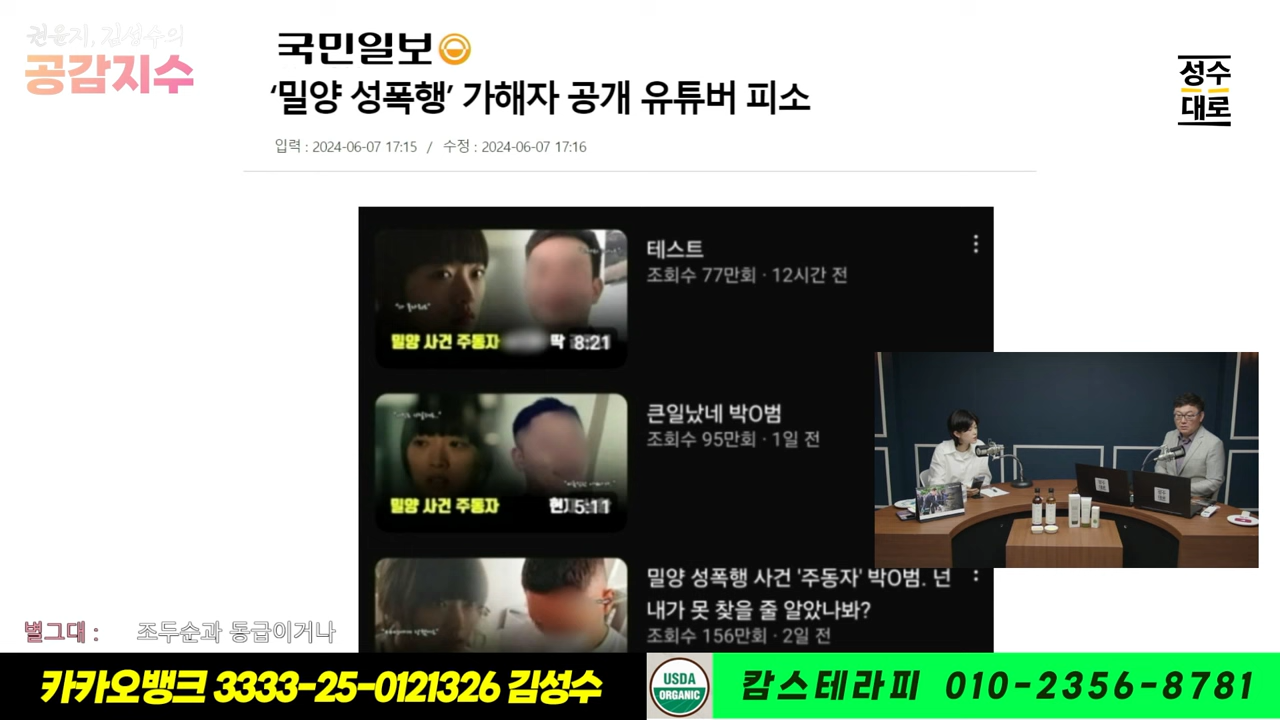 권윤지, 김성수의
공감지수
국민일보
‘밀양 성폭행’ 가해자 공개 유튜버 피소
입력 : 2024-06-07 17:15 / 수정 : 2024-06-07 17:16
성수
대로
테스트
조회수 77만회 · 12시간 전
밀양 사건 주동자
딱 8:21
큰일났네 박O범
조회수 95만회 · 1일 전
밀양 사건 주동자
5:11
밀양 성폭행 사건 '주동자' 박O범. 넌
내가 못 찾을 줄 알았나봐?
조회수 156만회 · 2일 전
별그대 : 조두순과 동급이거나
카카오뱅크 3333-25-0121326 김성수
USDA
ORGANIC
캄스테라피 010-2356-8781